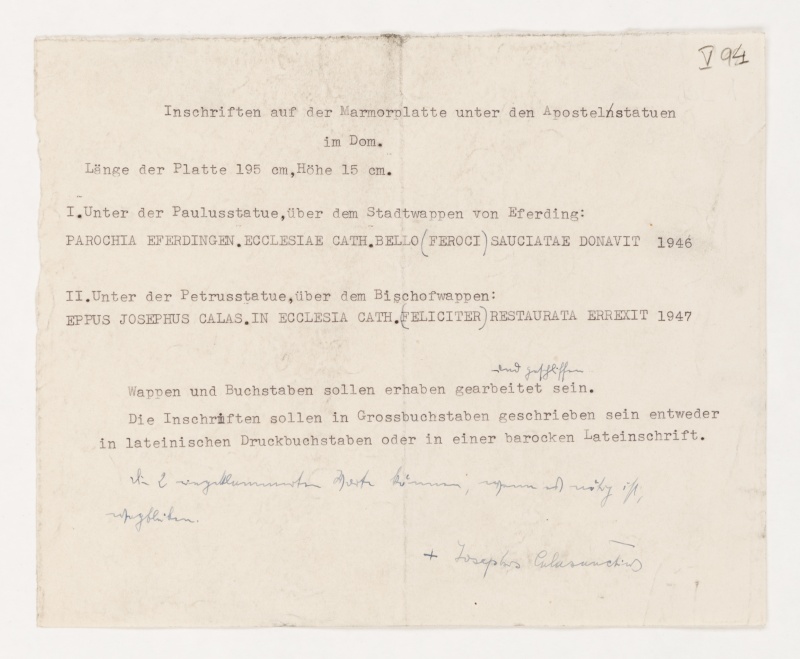 V 94
Inschriften auf der Marmorplatte unter den Apostelstatuen
im Dom.
Länge der Platte 195 cm,Höhe 15 cm.
I.Unter der Paulusstatue,über dem Stadtwappen von Eferding:
PAROCHIA EFERDINGEN.ECCLESIAE CATH.BELLO(FEROCI)SAUCIATAE DONAVIT 1946
II.Unter der Petrusstatue,über dem Bischofwappen:
EPPUS JOSEPHUS CALAS.IN ECCLESIA CATH.(FELICITER)RESTAURATA ERREXIT 1947
und geschliffen
Wappen und Buchstaben sollen erhaben gearbeitet sein.
Die Inschriften sollen in Grossbuchstaben geschrieben sein entweder
in lateinischen Druckbuchstaben oder in einer barocken Lateinschrift.
Die 2 eingeklammerten Worte können, wenn es nötig ist,
wegbleiben.
+ Josephus Calasanctius